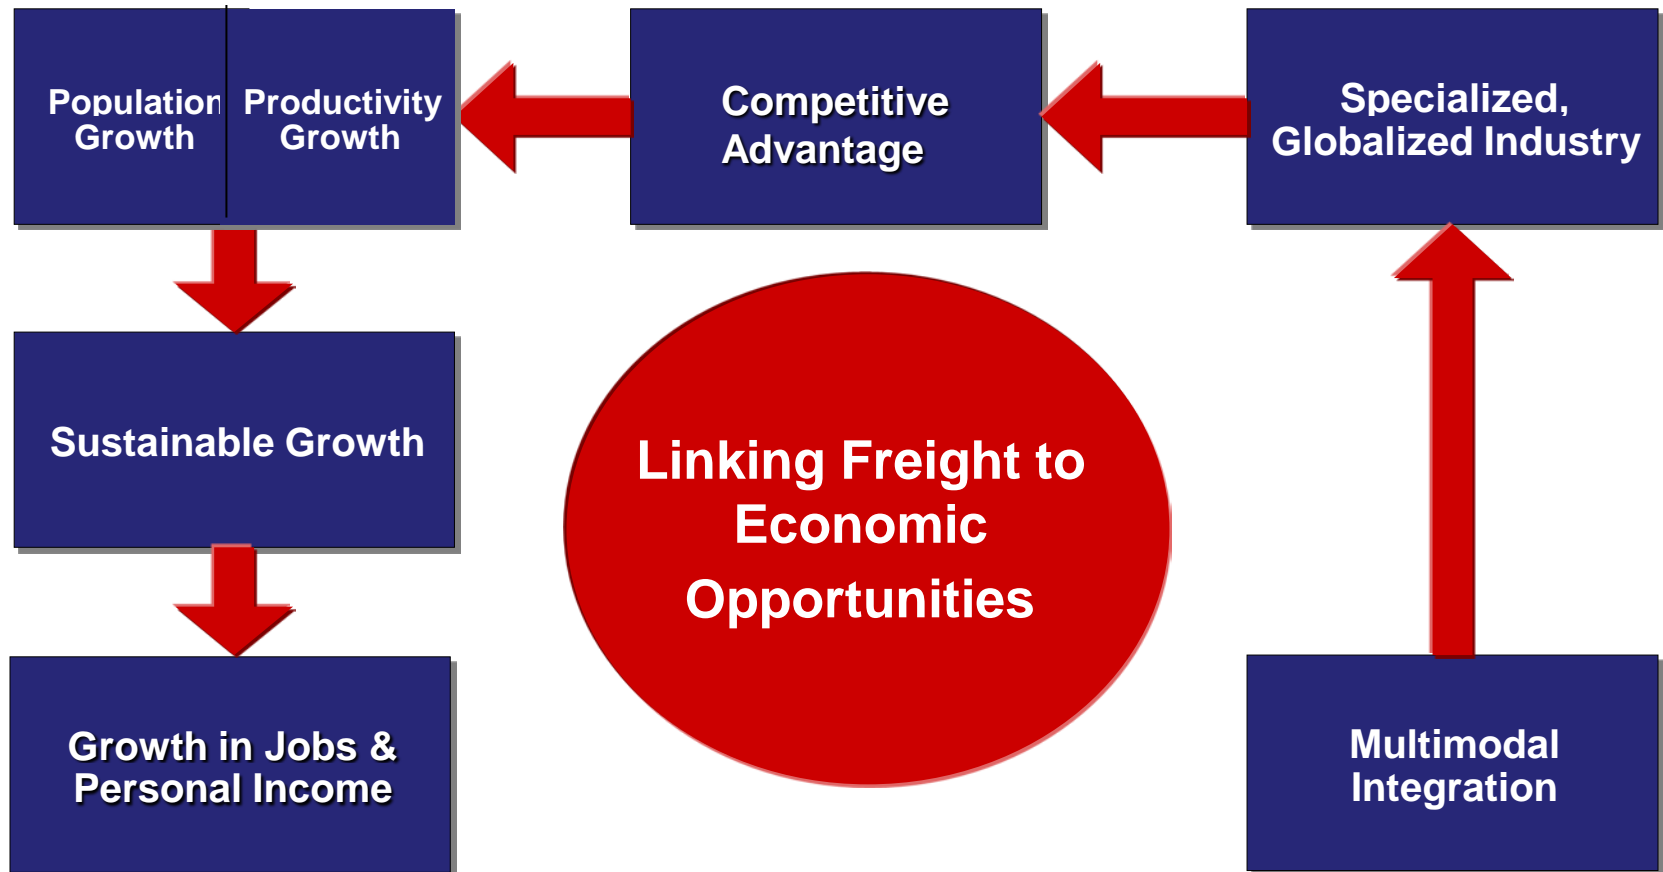 Population
Growth
Productivity
Growth
Competitive
Advantage
Specialized,
Globalized Industry
Sustainable Growth
Linking Freight to
Economic
Opportunities
Growth in Jobs &
Personal Income
Multimodal
Integration